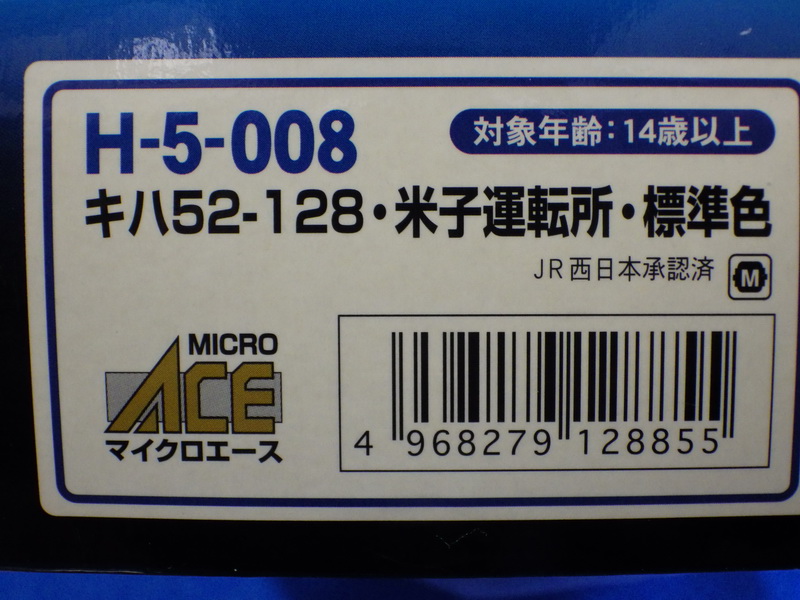 H-5-008
対象年齢:14歳以上
キハ52-128・米子運転所・標準色
JR西日本承認済
M
MICRO
ACE
マイクロエース
4 968279 128855